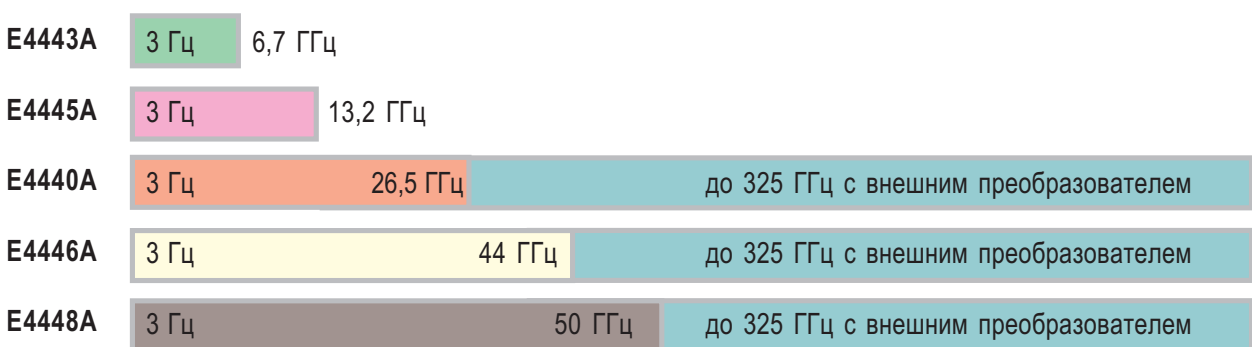 E4443A 3 Гц 6,7 ГГц
E4445A 3 Гц 13,2 ГГц
E4440A 3 Гц 26,5 ГГц до 325 ГГц с внешним преобразователем
E4446A 3 Гц 44 ГГц до 325 ГГц с внешним преобразователем
E4448A 3 Гц 50 ГГц до 325 ГГц с внешним преобразователем